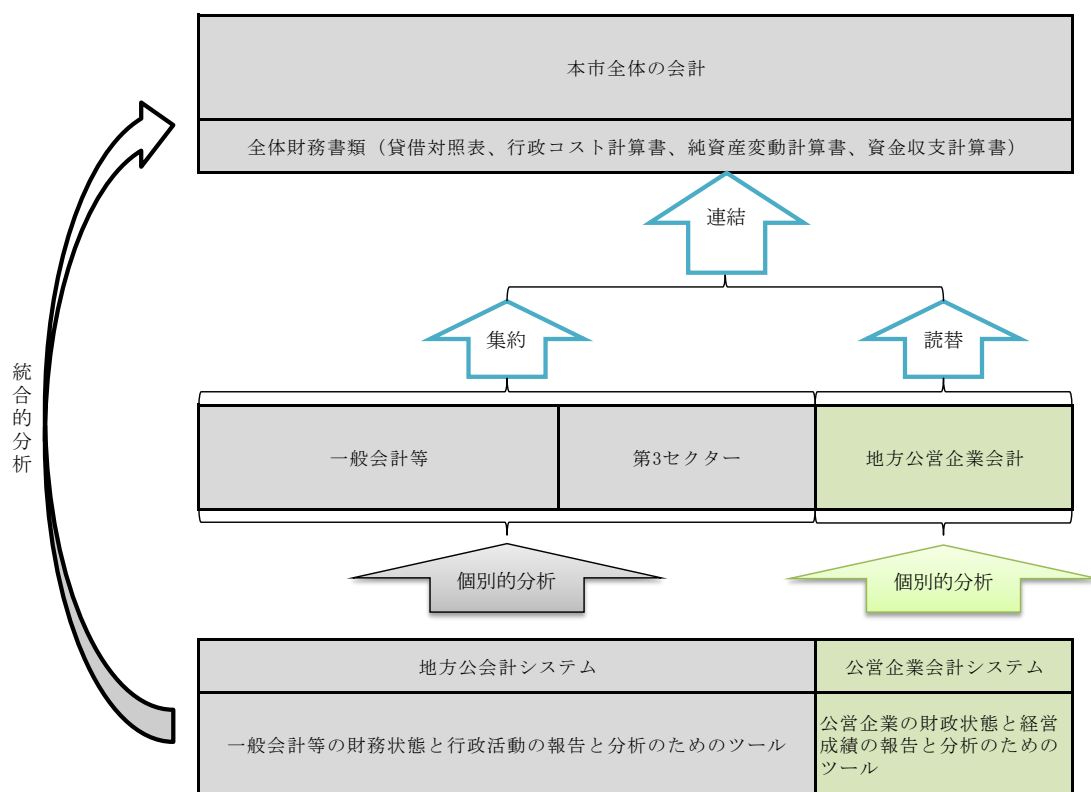 本市全体の会計
全体財務書類（貸借対照表、行政コスト計算書、純資産変動計算書、資金収支計算書）
連結
集約
読替
統合的分析
一般会計等
第3セクター
地方公営企業会計
個別的分析
個別的分析
地方公会計システム
公営企業会計システム
一般会計等の財務状態と行政活動の報告と分析のためのツール
公営企業の財政状態と経営
成績の報告と分析のための
ツール